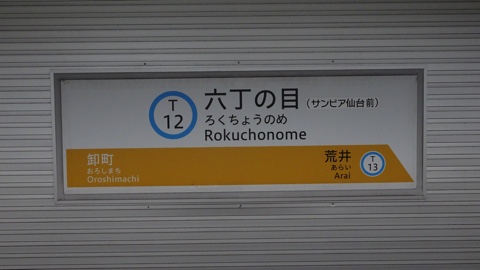 T
12
六丁の目(サンピア仙台前)
ろくちょうのめ
Rokuchonome
卸町
おろしまち
Oroshimachi
荒井
あらい
Arai
T
13